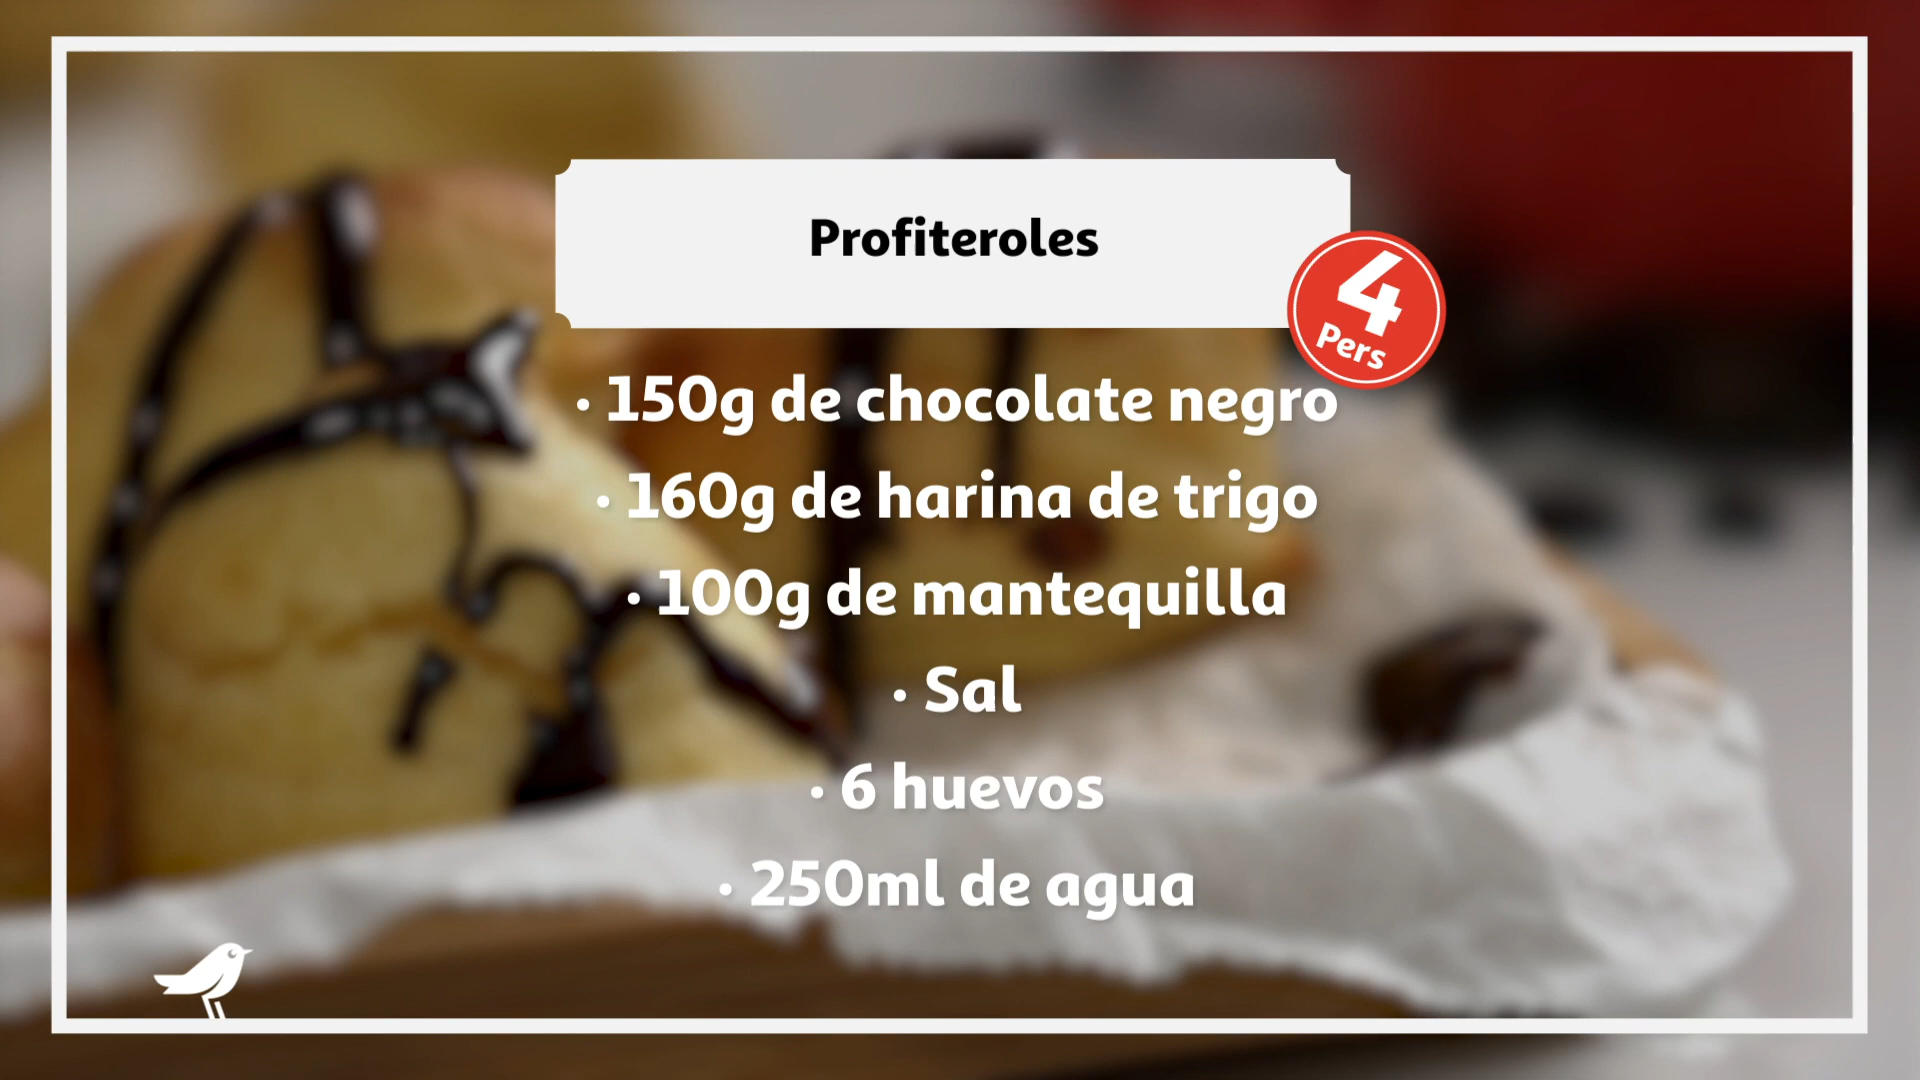 Profiteroles
4
Pers
· 150g de chocolate negro
· 160g de harina de trigo
· 100g de mantequilla
· Sal
· 6 huevos
· 250ml de agua